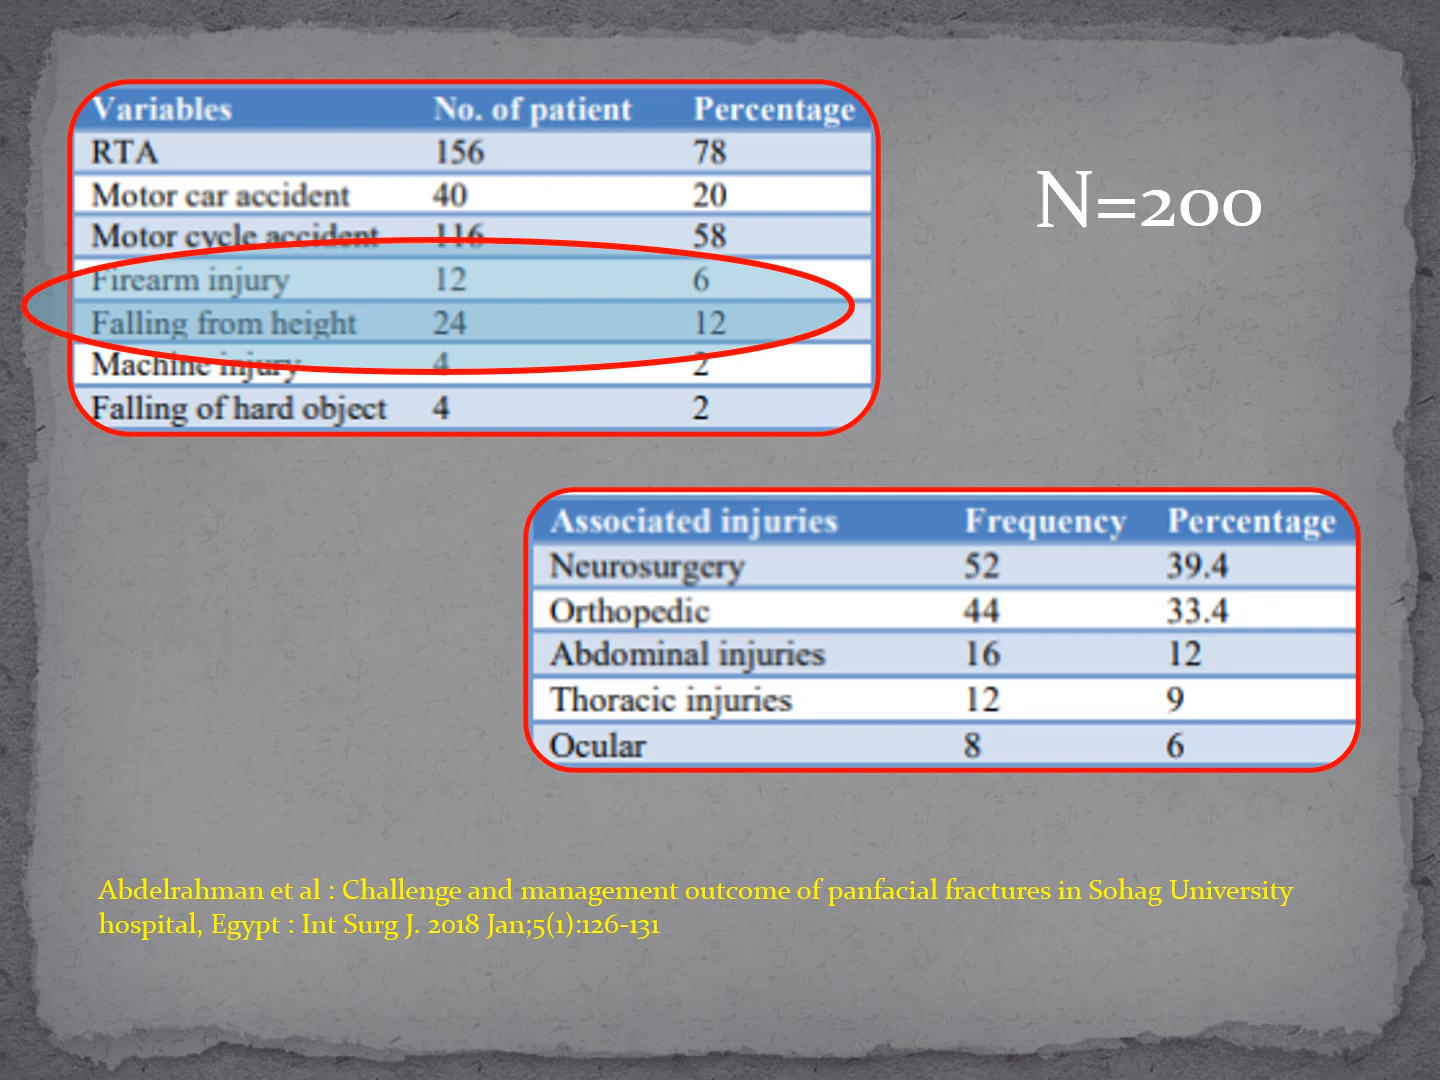 Variables No. of patient Percentage
RTA 156 78
Motor car accident 40 20
Motor cycle accident 116 58
Firearm injury 12 6
Falling from height 24 12
Machine injury 4 2
Falling of hard object 4 2
N=200
Associated injuries Frequency Percentage
Neurosurgery 52 39.4
Orthopedic 44 33.4
Abdominal injuries 16 12
Thoracic injuries 12 9
Ocular 8 6
Abdelrahman et al : Challenge and management outcome of panfacial fractures in Sohag University
hospital, Egypt : Int Surg J. 2018 Jan;5(1):126-131